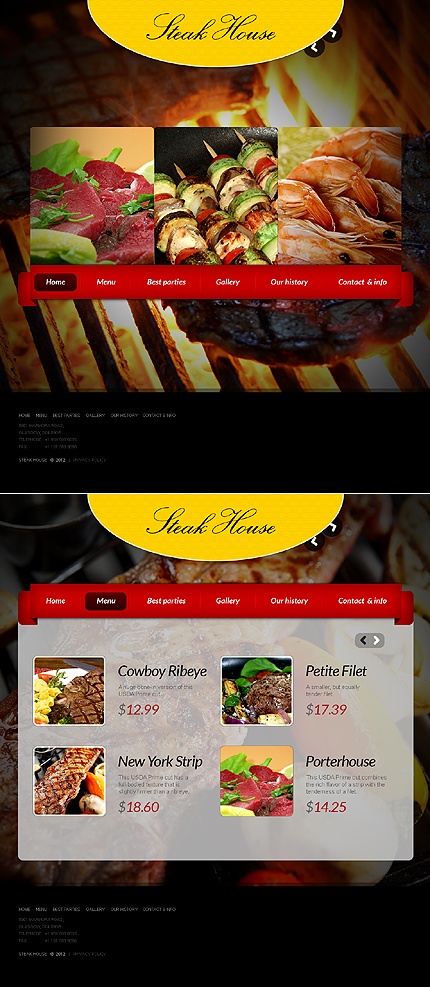 Steak House
Home Menu Best parties Gallery Our history Contact & info
HOME MENU BEST PARTIES GALLERY OUR HISTORY CONTACT & INFO
STEAK HOUSE © 2012 | PRIVACY POLICY
Steak House
Home Menu Best parties Gallery Our history Contact & info
Cowboy Ribeye
A huge bone-in version of this
USDA Prime cut.
$12.99
Petite Filet
A smaller, but equally
tender filet
$17.39
New York Strip
This USDA Prime cut has a
full-bodied texture that is
slightly firmer than a ribeye.
$18.60
Porterhouse
This USDA Prime cut combines
the rich flavor of a strip with the
tenderness of a filet.
$14.25
HOME MENU BEST PARTIES GALLERY OUR HISTORY CONTACT & INFO
STEAK HOUSE © 2012 | PRIVACY POLICY